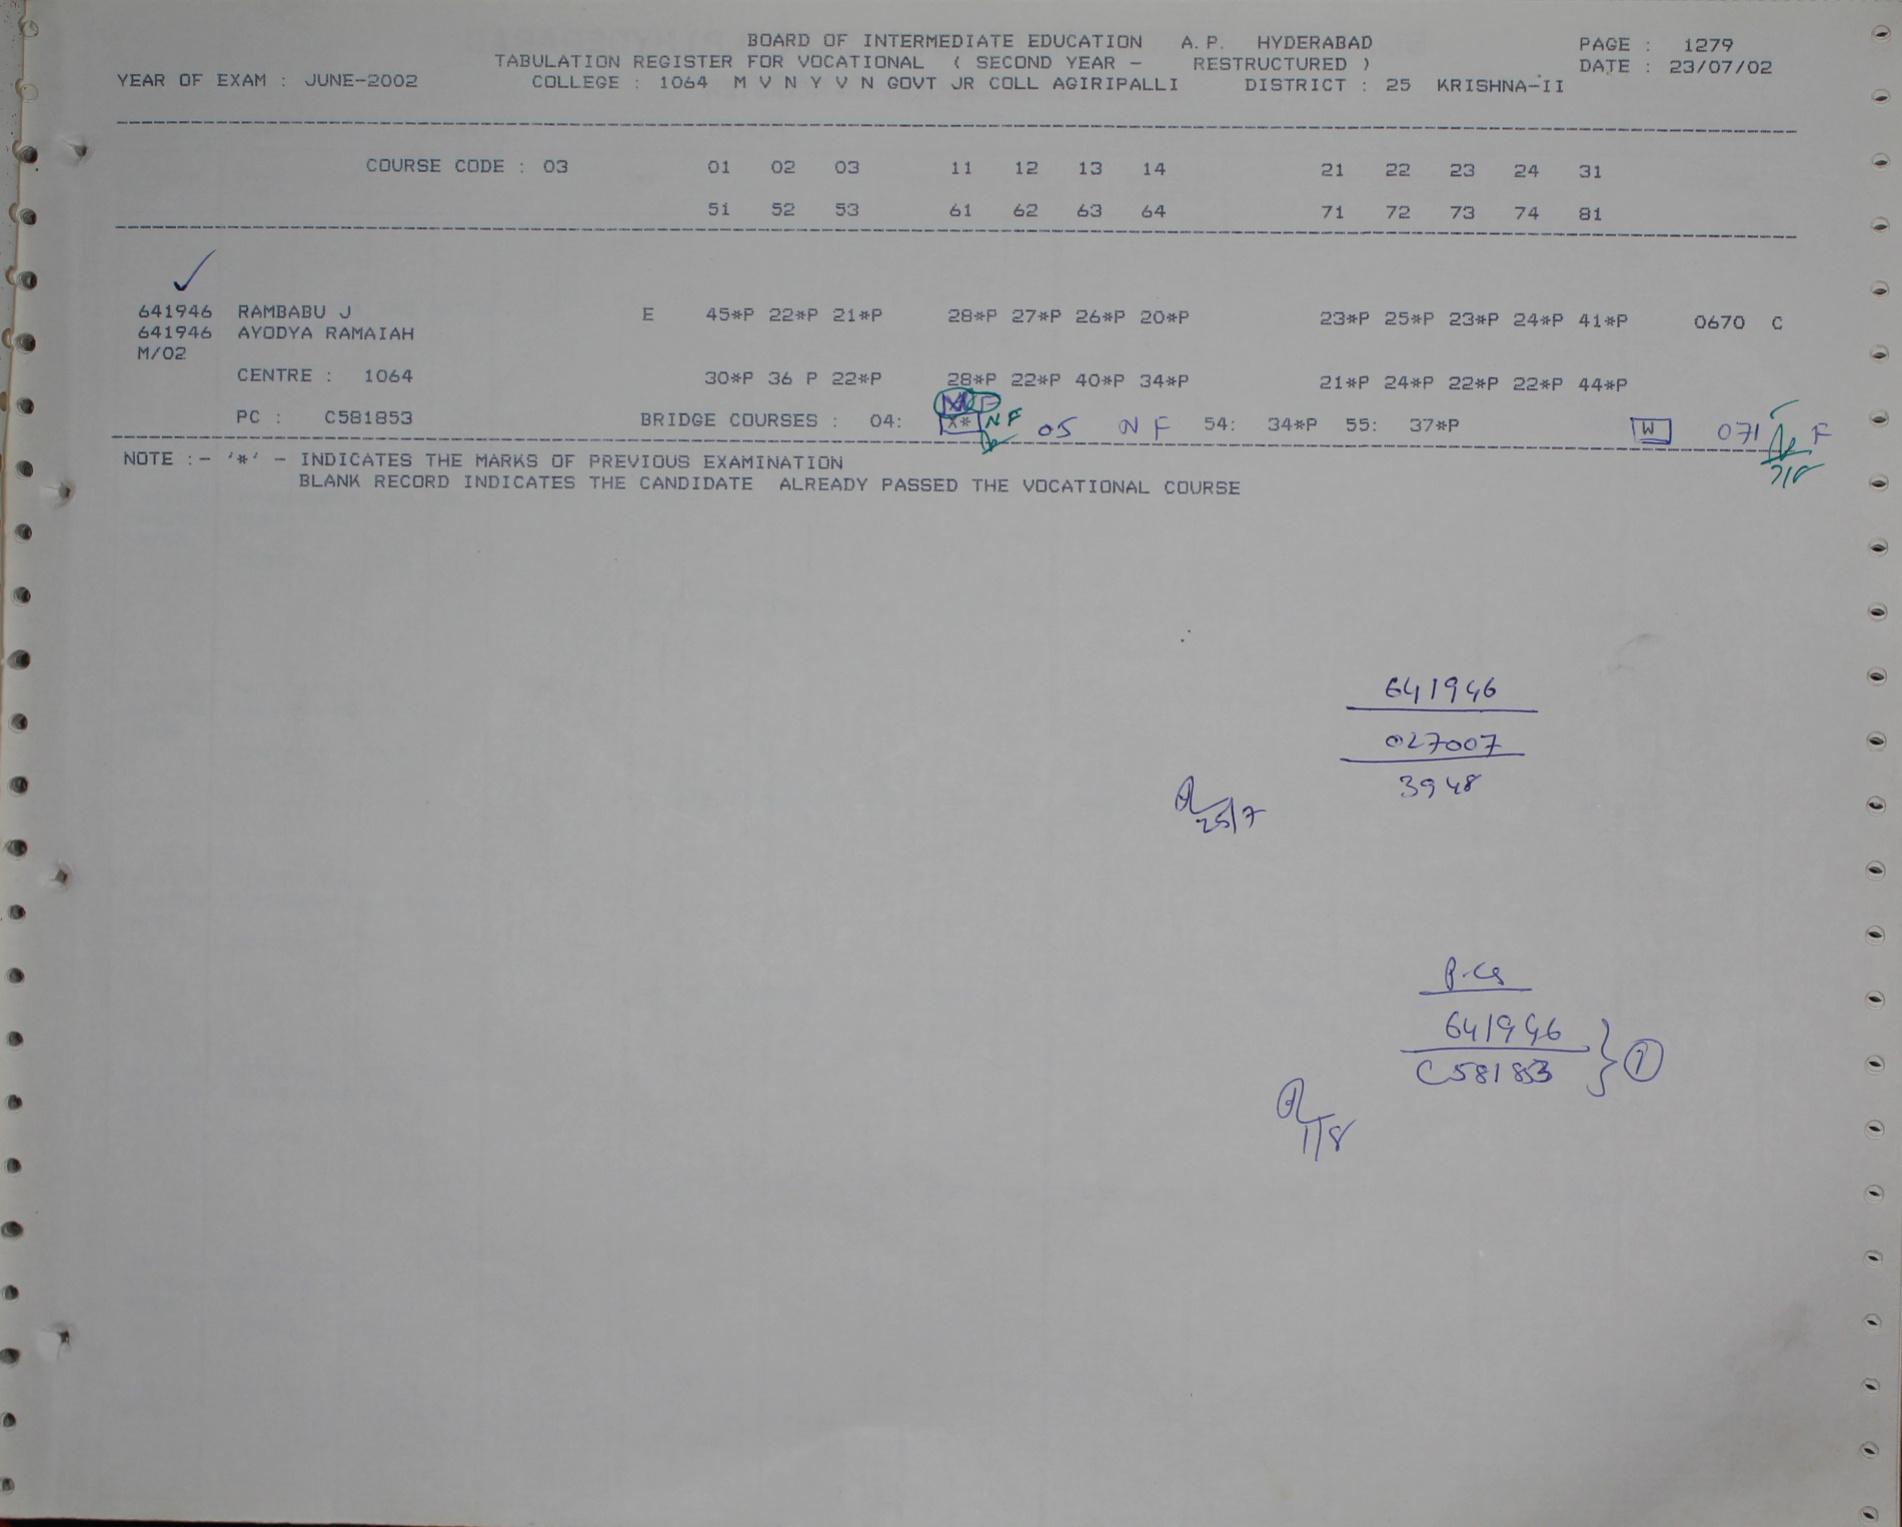 BOARD OF INTERMEDIATE EDUCATION A.P. HYDERABAD PAGE : 1279
TABULATION REGISTER FOR VOCATIONAL ( SECOND YEAR - RESTRUCTURED ) DATE : 23/07/02
YEAR OF EXAM : JUNE-2002 COLLEGE : 1064 M V N Y V N GOVT JR COLL AGIRIPALLI DISTRICT : 25 KRISHNA-II
COURSE CODE : 03 01 02 03 11 12 13 14 21 22 23 24 31
51 52 53 61 62 63 64 71 72 73 74 81
641946 RAMBABU J E 45*P 22*P 21*P 28*P 27*P 26*P 20*P 23*P 25*P 23*P 24*P 41*P 0670 C
641946 AYODYA RAMAIAH
M/02
CENTRE : 1064 30*P 36 P 22*P 28*P 22*P 40*P 34*P 21*P 24*P 22*P 22*P 44*P
PC : C581853 BRIDGE COURSES : 04: ** NF 05 N F 54: 34*P 55: 37*P W 071 F
NOTE :- '*' - INDICATES THE MARKS OF PREVIOUS EXAMINATION
BLANK RECORD INDICATES THE CANDIDATE ALREADY PASSED THE VOCATIONAL COURSE
641946
027007
3948
25/7
641946
C581853
1
1/8